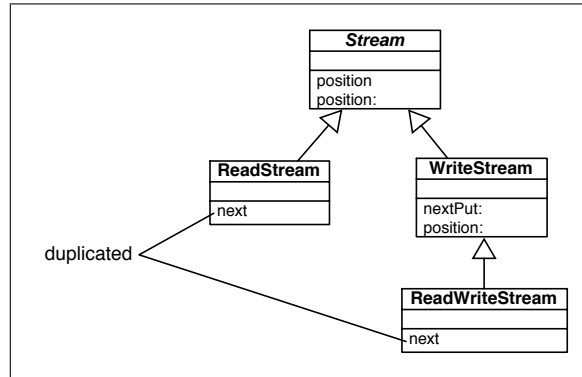 Stream
position
position:
ReadStream
next
WriteStream
nextPut:
position:
duplicated
ReadWriteStream
next